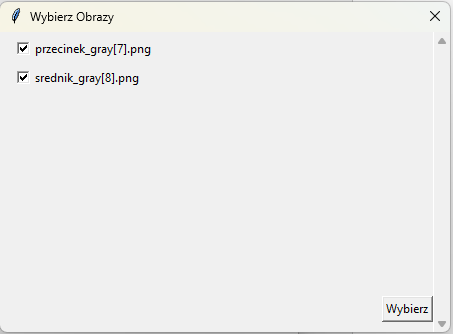 Wybierz Obrazy
przecinek_gray[7].png
srednik_gray[8].png
Wybierz